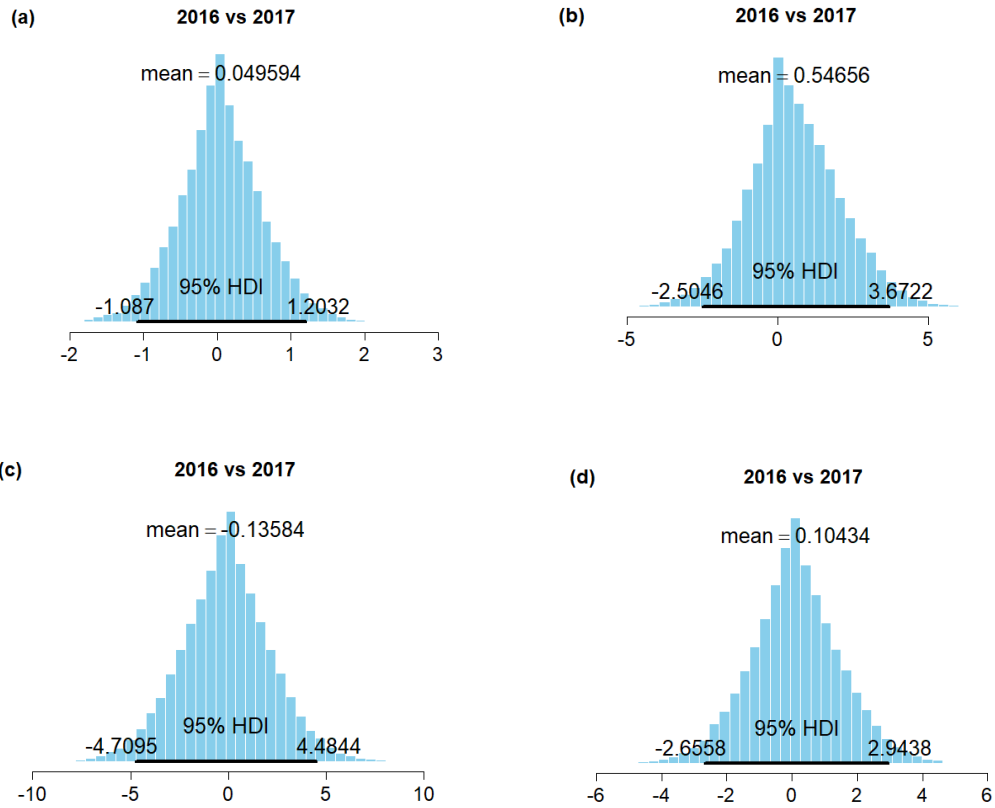 (a)
2016 vs 2017
mean = 0.049594
95% HDI
-1.087 1.2032
-2 -1 0 1 2 3
(b)
2016 vs 2017
mean = 0.54656
95% HDI
-2.5046 3.6722
-5 0 5
(c)
2016 vs 2017
mean = -0.13584
95% HDI
-4.7095 4.4844
-10 -5 0 5 10
(d)
2016 vs 2017
mean = 0.10434
95% HDI
-2.6558 2.9438
-6 -4 -2 0 2 4 6